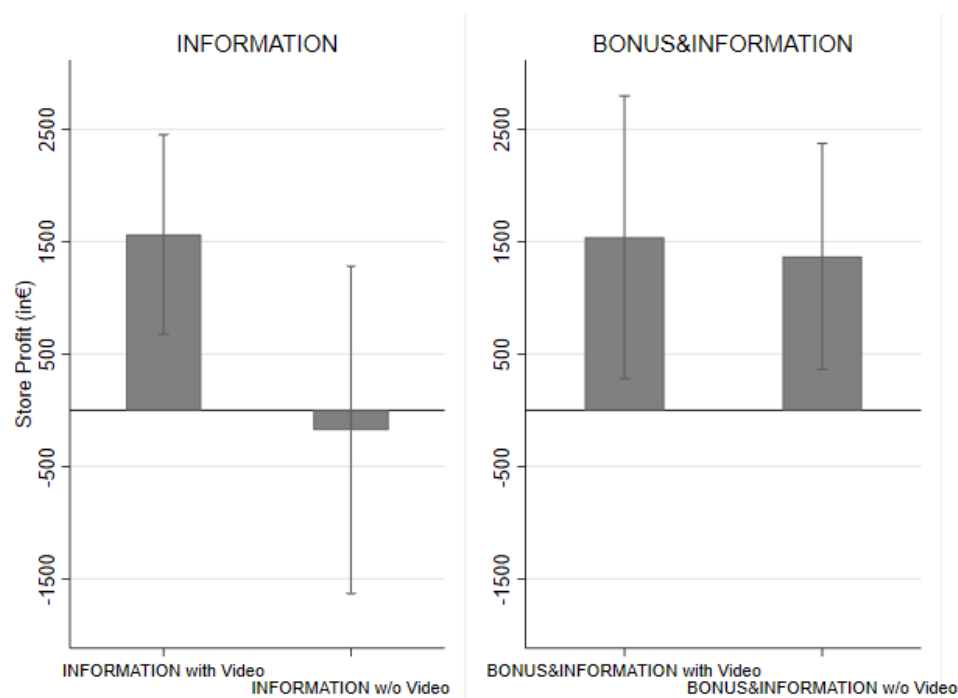 INFORMATION
BONUS&INFORMATION
Store Profit (in€)
2500
1500
500
-500
-1500
2500
1500
500
-500
-1500
INFORMATION with Video
INFORMATION w/o Video
BONUS&INFORMATION with Video
BONUS&INFORMATION w/o Video